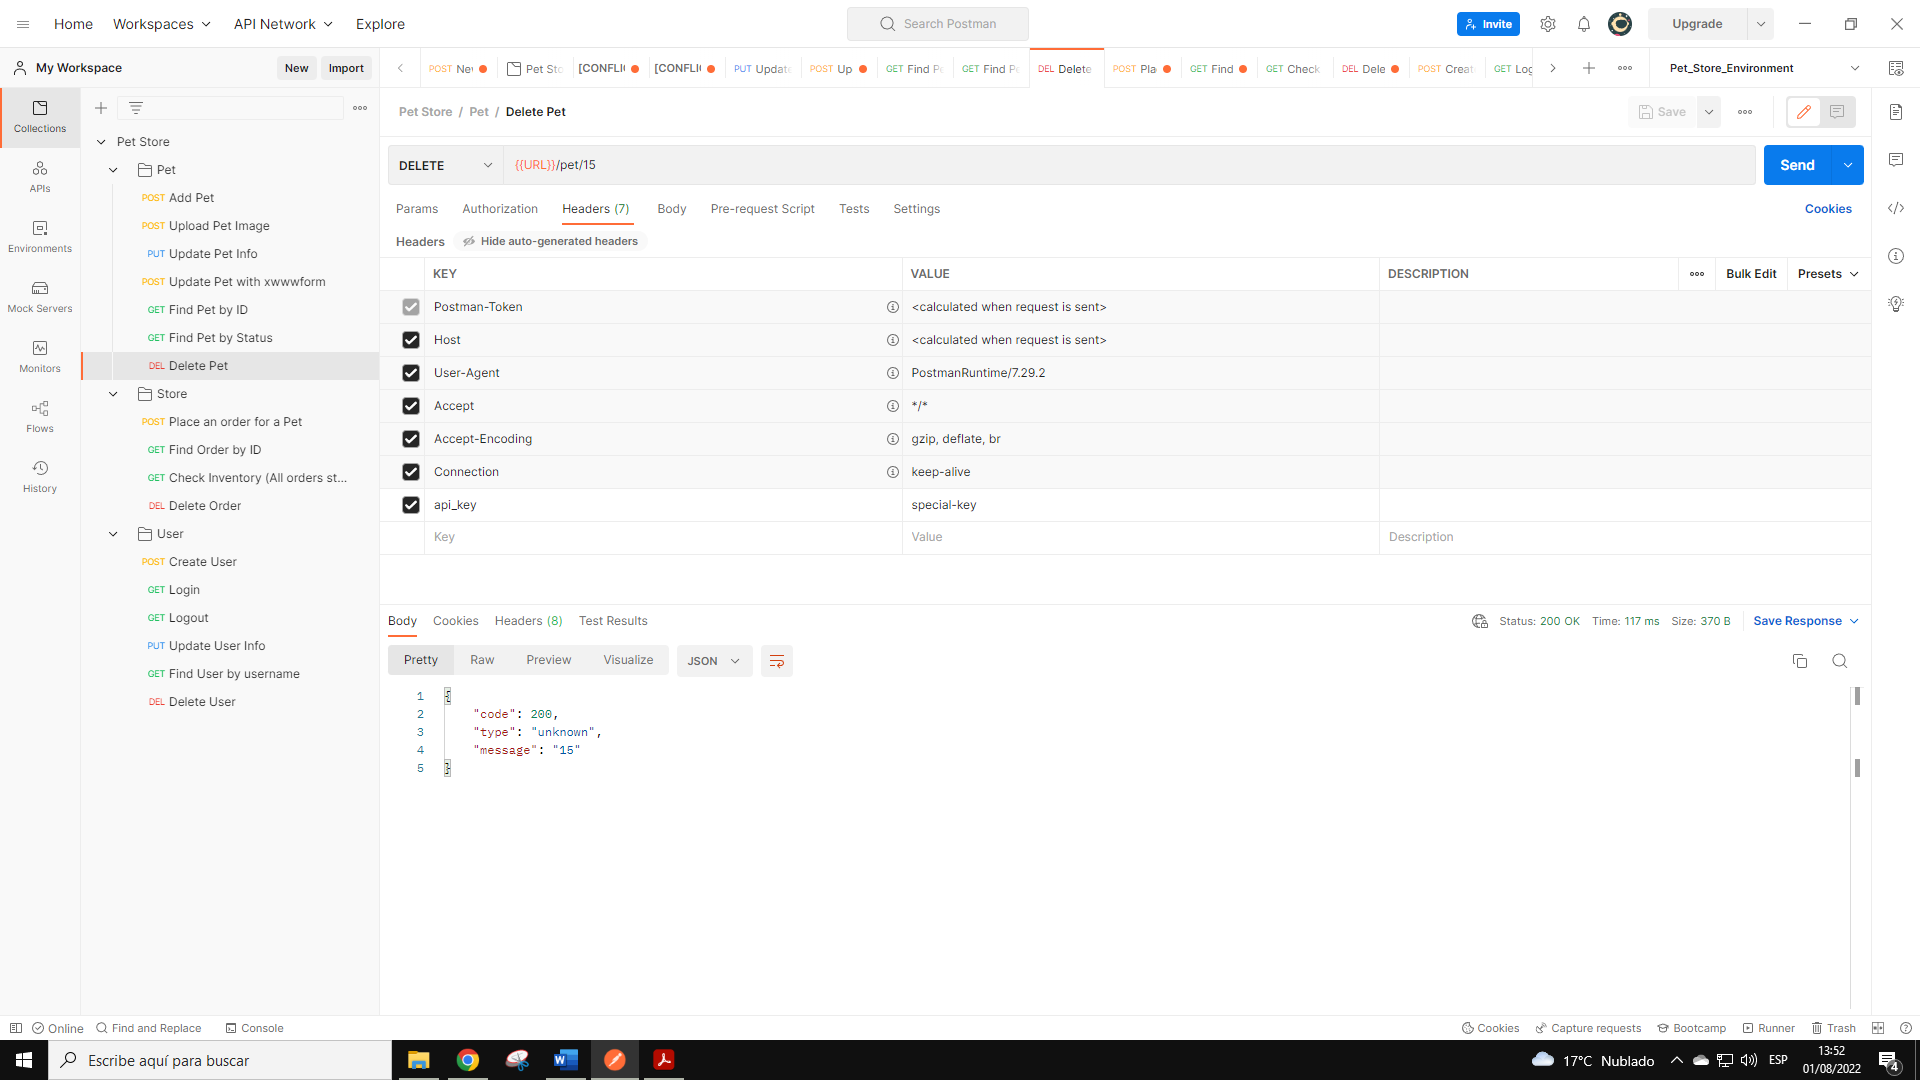 Home Workspaces API Network Explore Search Postman Invite Upgrade
My Workspace New Import
POST Ne Pet Sto [CONFLI [CONFLI PUT Update POST Up GET Find Pe GET Find Pe DEL Delete POST Pla GET Find GET Check DEL Dele POST Creat GET Log Pet_Store_Environment
Collections
APIs
Environments
Mock Servers
Monitors
Flows
History
Pet Store
Pet
POST Add Pet
POST Upload Pet Image
PUT Update Pet Info
POST Update Pet with xwwwform
GET Find Pet by ID
GET Find Pet by Status
DEL Delete Pet
Store
POST Place an order for a Pet
GET Find Order by ID
GET Check Inventory (All orders st...
DEL Delete Order
User
POST Create User
GET Login
GET Logout
PUT Update User Info
GET Find User by username
DEL Delete User
Pet Store / Pet / Delete Pet Save
DELETE {{URL}}/pet/15 Send
Params Authorization Headers (7) Body Pre-request Script Tests Settings Cookies
Headers Hide auto-generated headers
KEY VALUE DESCRIPTION Bulk Edit Presets
Postman-Token <calculated when request is sent>
Host <calculated when request is sent>
User-Agent PostmanRuntime/7.29.2
Accept */*
Accept-Encoding gzip, deflate, br
Connection keep-alive
api_key special-key
Key Value Description
Body Cookies Headers (8) Test Results Status: 200 OK Time: 117 ms Size: 370 B Save Response
Pretty Raw Preview Visualize JSON
1 {
2 "code": 200,
3 "type": "unknown",
4 "message": "15"
5 }
Online Find and Replace Console Cookies Capture requests Bootcamp Runner Trash
Escribe aquí para buscar 17°C Nublado ESP 13:52
01/08/2022 4